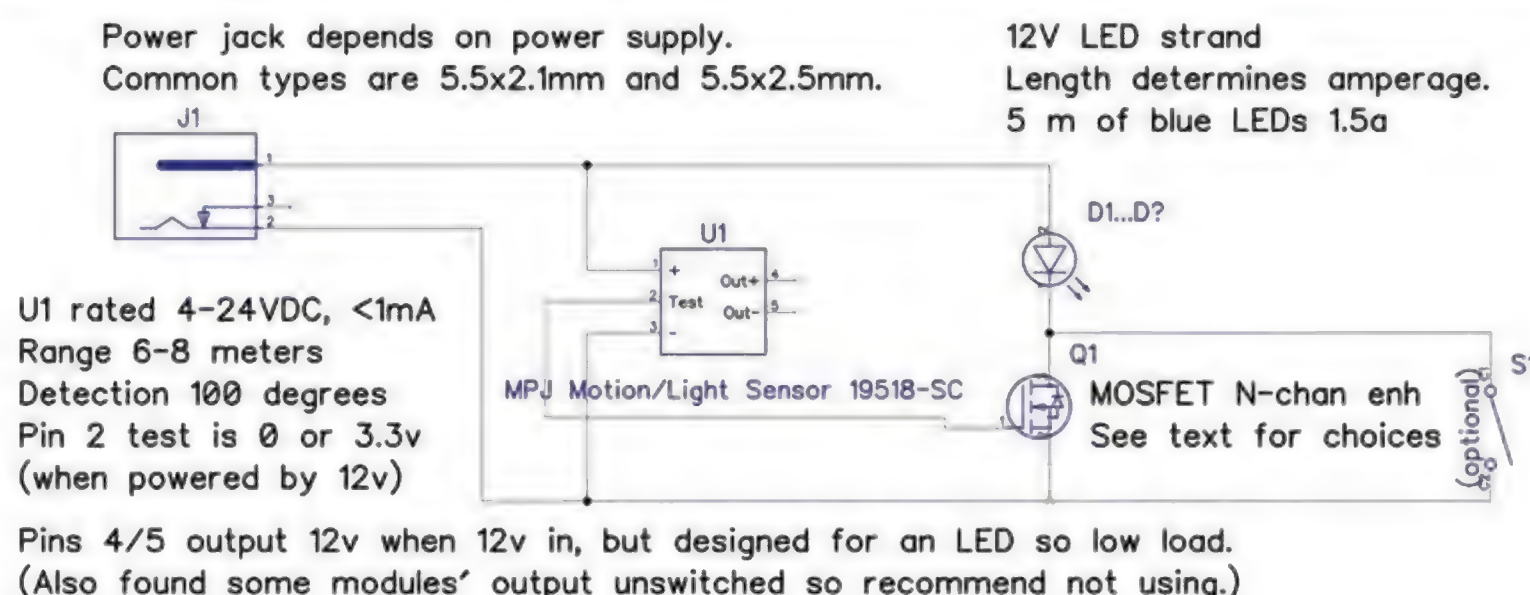 Power jack depends on power supply.
Common types are 5.5x2.1mm and 5.5x2.5mm.
12V LED strand
Length determines amperage.
5 m of blue LEDs 1.5a
J1
1
3
2
D1...D?
U1
1
+
Out+
4
2
Test
Out-
5
3
-
U1 rated 4-24VDC, <1mA
Range 6-8 meters
Detection 100 degrees
Pin 2 test is 0 or 3.3v
(when powered by 12v)
MPJ Motion/Light Sensor 19518-SC
Q1
MOSFET N-chan enh
See text for choices
(optional)
Pins 4/5 output 12v when 12v in, but designed for an LED so low load.
(Also found some modules' output unswitched so recommend not using.)